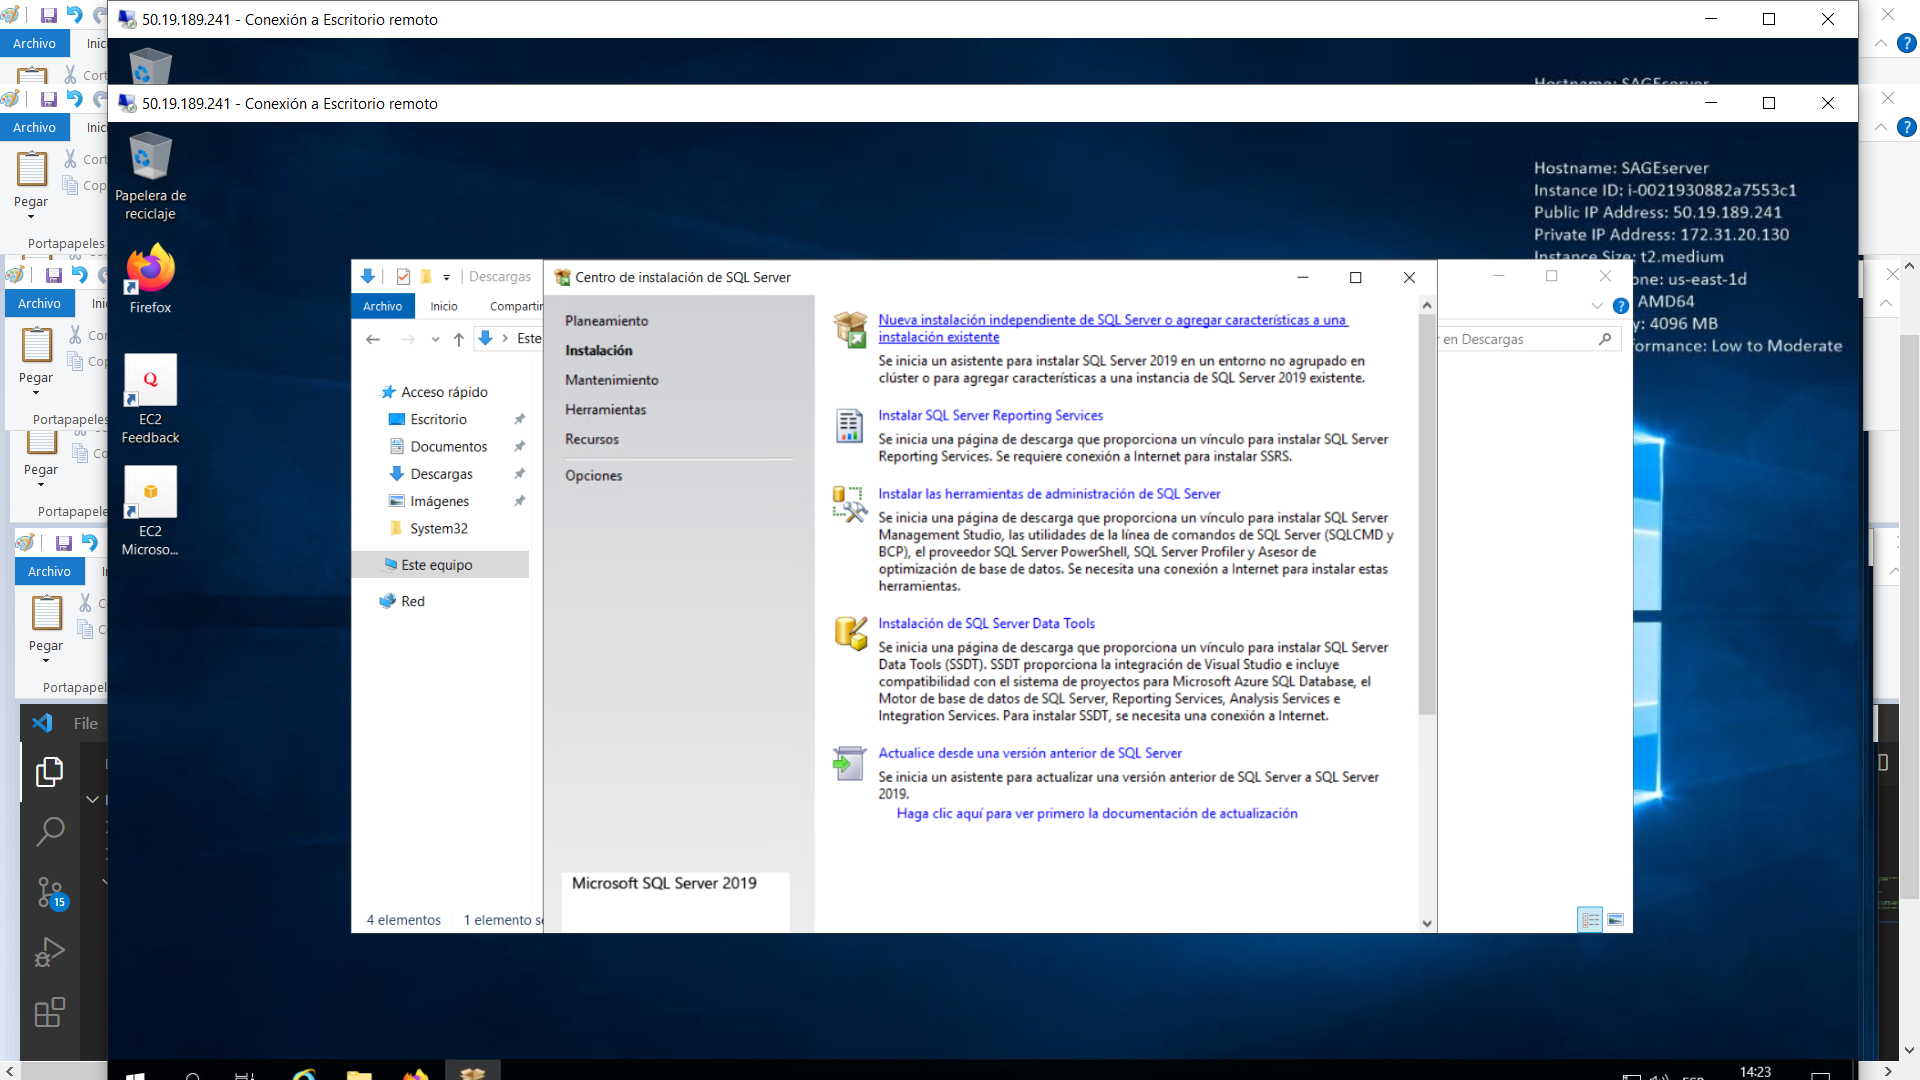 50.19.189.241 - Conexión a Escritorio remoto
Archivo
Hostname: SAGEserver
50.19.189.241 - Conexión a Escritorio remoto
Archivo
Pegar
Portapapeles
Papelera de
reciclaje
Firefox
EC2
Feedback
EC2
Microso...
Hostname: SAGEserver
Instance ID: i-0021930882a7553c1
Public IP Address: 50.19.189.241
Private IP Address: 172.31.20.130
Instance Size: t2.medium
one: us-east-1d
AMD64
y: 4096 MB
formance: Low to Moderate
Archivo
Pegar
Portapapeles
Pegar
Portapapeles
Archivo
Pegar
Portapapel
File
15
Descargas
Archivo
Inicio
Compartir
Este
en Descargas
Acceso rápido
Escritorio
Documentos
Descargas
Imágenes
System32
Este equipo
Red
4 elementos
1 elemento se
Centro de instalación de SQL Server
Planeamiento
Instalación
Mantenimiento
Herramientas
Recursos
Opciones
Microsoft SQL Server 2019
Nueva instalación independiente de SQL Server o agregar características a una
instalación existente
Se inicia un asistente para instalar SQL Server 2019 en un entorno no agrupado en
clúster o para agregar características a una instancia de SQL Server 2019 existente.
Instalar SQL Server Reporting Services
Se inicia una página de descarga que proporciona un vínculo para instalar SQL Server
Reporting Services. Se requiere conexión a Internet para instalar SSRS.
Instalar las herramientas de administración de SQL Server
Se inicia una página de descarga que proporciona un vínculo para instalar SQL Server
Management Studio, las utilidades de la línea de comandos de SQL Server (SQLCMD y
BCP), el proveedor SQL Server PowerShell, SQL Server Profiler y Asesor de
optimización de base de datos. Se necesita una conexión a Internet para instalar estas
herramientas.
Instalación de SQL Server Data Tools
Se inicia una página de descarga que proporciona un vínculo para instalar SQL Server
Data Tools (SSDT). SSDT proporciona la integración de Visual Studio e incluye
compatibilidad con el sistema de proyectos para Microsoft Azure SQL Database, el
Motor de base de datos de SQL Server, Reporting Services, Analysis Services e
Integration Services. Para instalar SSDT, se necesita una conexión a Internet.
Actualice desde una versión anterior de SQL Server
Se inicia un asistente para actualizar una versión anterior de SQL Server a SQL Server
2019.
Haga clic aquí para ver primero la documentación de actualización
14:23